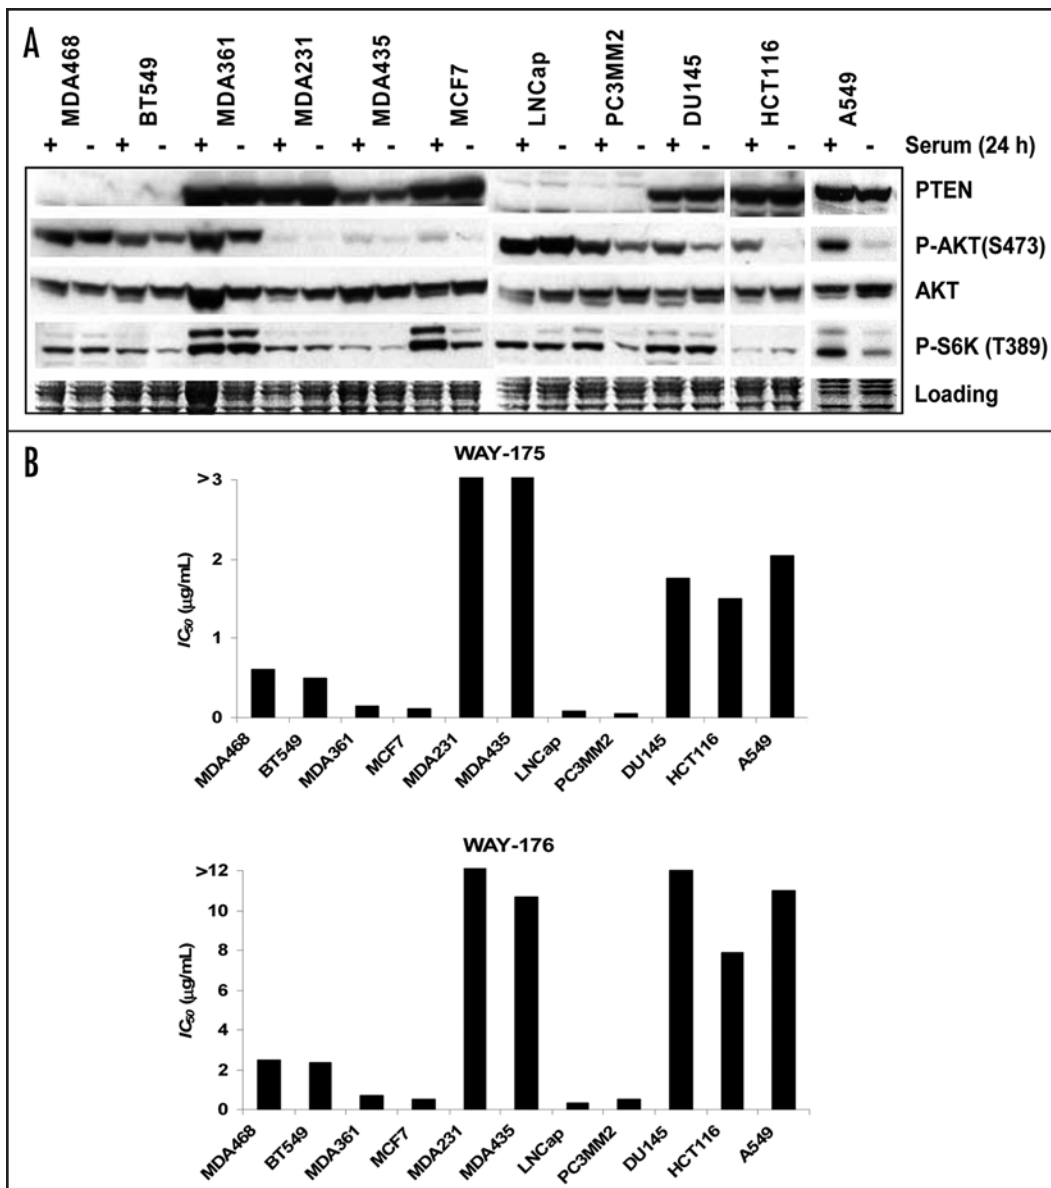 A
MDA468 BT549 MDA361 MDA231 MDA435 MCF7 LNCap PC3MM2 DU145 HCT116 A549
+ - + - + - + - + - + - + - + - + - + - + - Serum (24 h)
PTEN
P-AKT(S473)
AKT
P-S6K (T389)
Loading
B
WAY-175
>3
2
1
0
IC50 (µg/mL)
MDA468 BT549 MDA361 MCF7 MDA231 MDA435 LNCap PC3MM2 DU145 HCT116 A549
WAY-176
>12
10
8
6
4
2
0
IC50 (µg/mL)
MDA468 BT549 MDA361 MCF7 MDA231 MDA435 LNCap PC3MM2 DU145 HCT116 A549